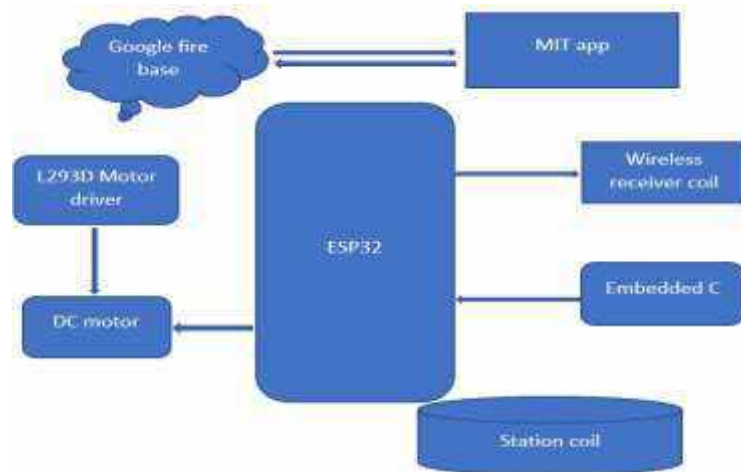 Google fire
base
MIT app
L293D Motor
driver
Wireless
receiver coil
ESP32
Embedded C
DC motor
Station coil